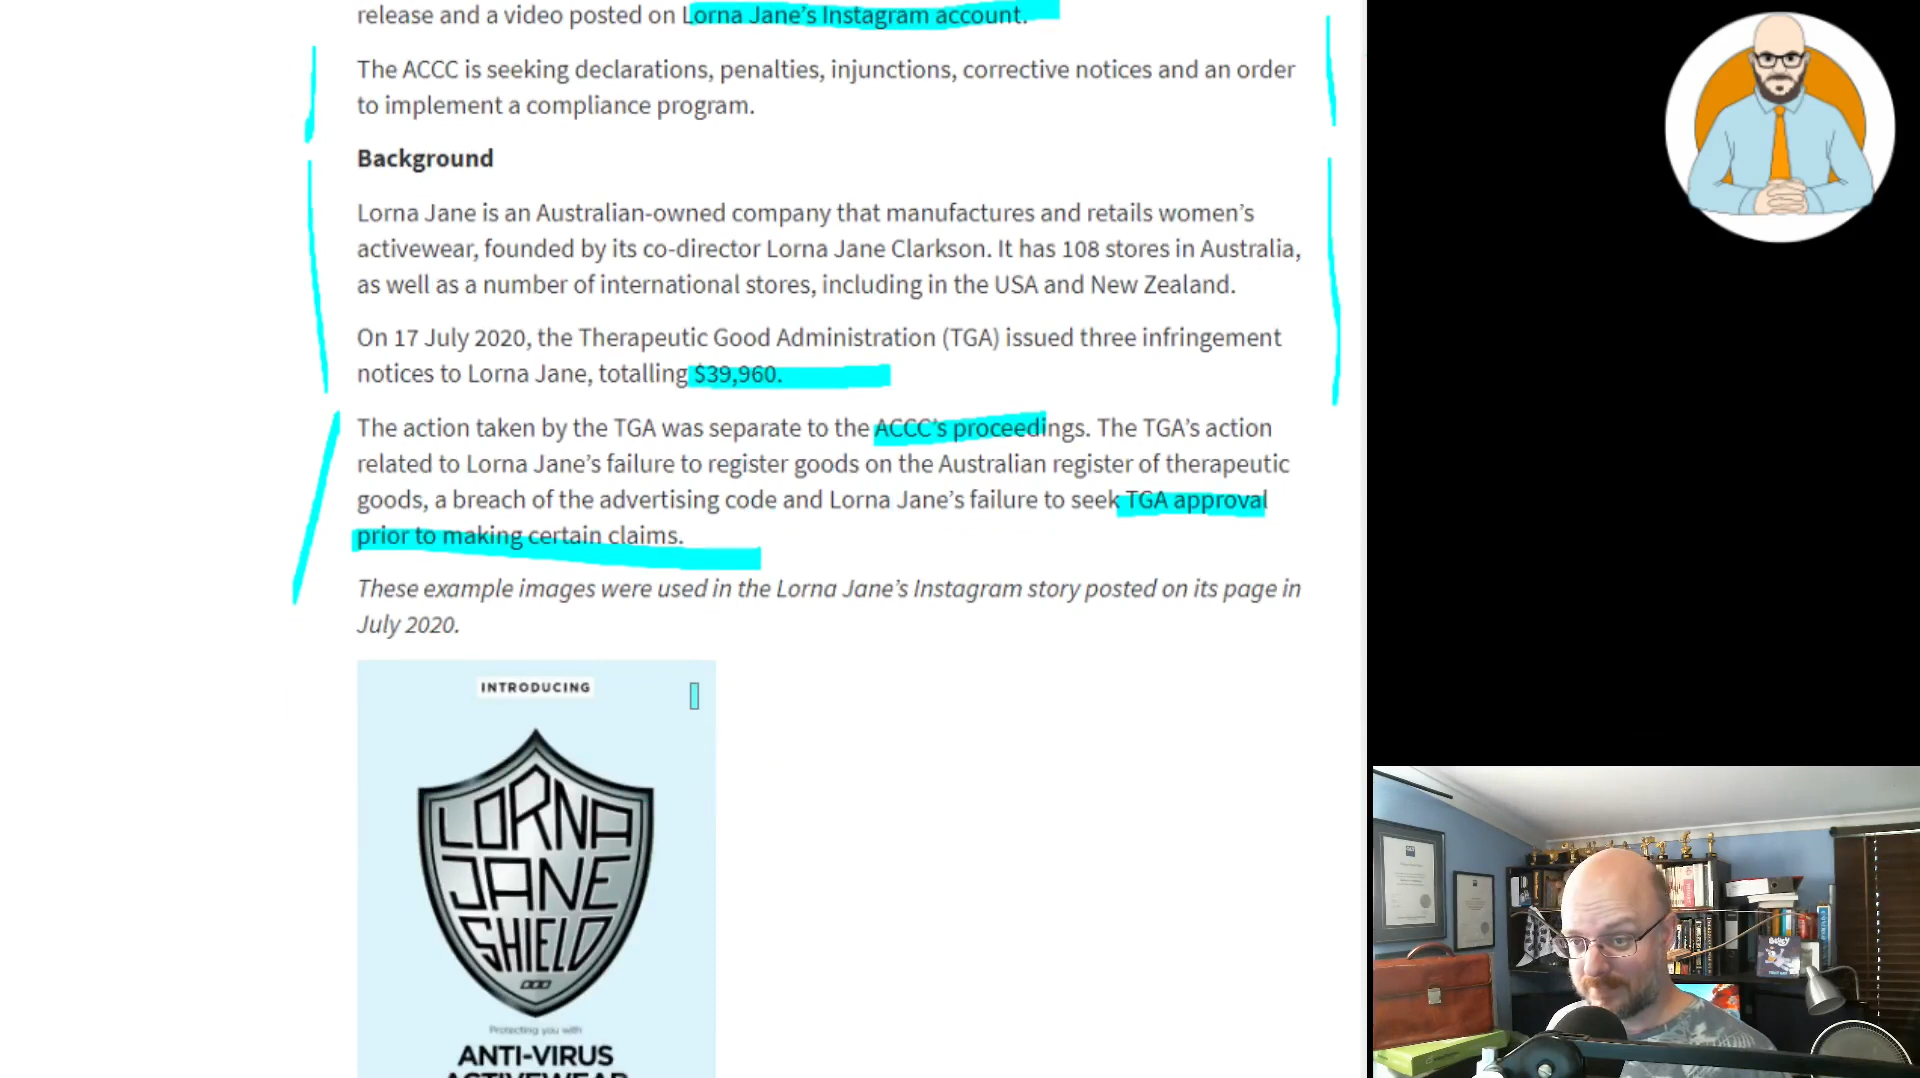 release and a video posted on Lorna Jane’s Instagram account.
The ACCC is seeking declarations, penalties, injunctions, corrective notices and an order
to implement a compliance program.
Background
Lorna Jane is an Australian-owned company that manufactures and retails women’s
activewear, founded by its co-director Lorna Jane Clarkson. It has 108 stores in Australia,
as well as a number of international stores, including in the USA and New Zealand.
On 17 July 2020, the Therapeutic Good Administration (TGA) issued three infringement
notices to Lorna Jane, totalling $39,960.
The action taken by the TGA was separate to the ACCC’s proceedings. The TGA’s action
related to Lorna Jane’s failure to register goods on the Australian register of therapeutic
goods, a breach of the advertising code and Lorna Jane’s failure to seek TGA approval
prior to making certain claims.
These example images were used in the Lorna Jane’s Instagram story posted on its page in
July 2020.
INTRODUCING
LORNA
JANE
SHIELD
Protecting you with
ANTI-VIRUS
ACTIVEWEAR
BLUEY